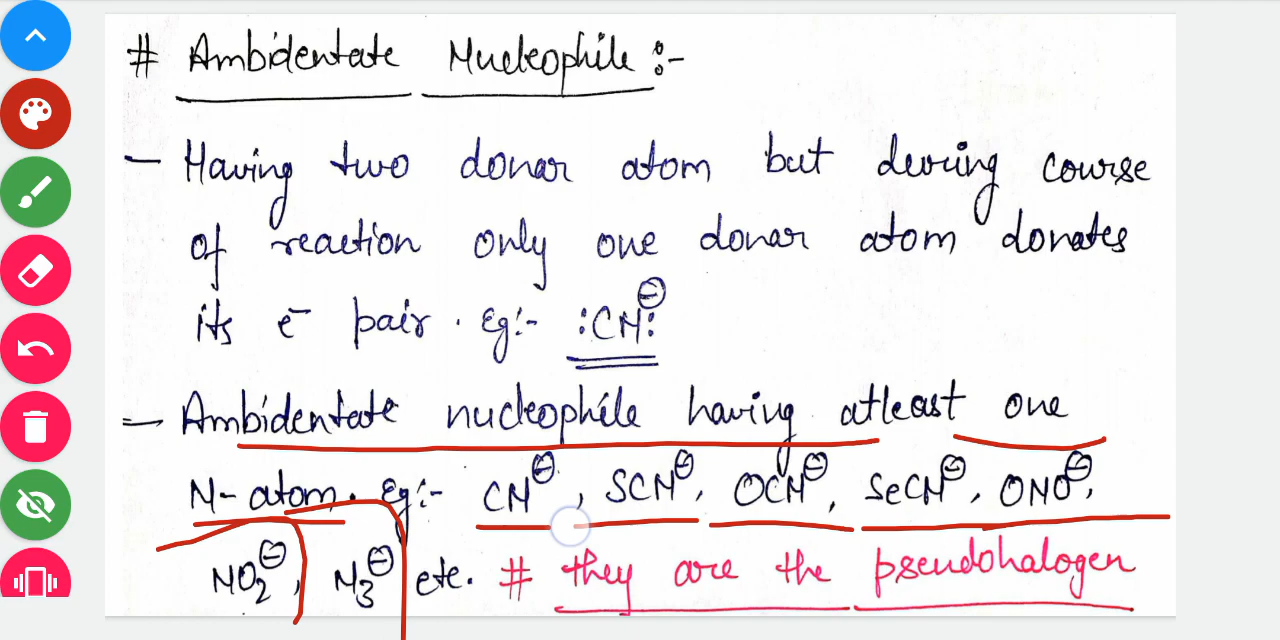 # Ambidentate Nucleophile :-
- Having two donar atom but during course
of reaction only one donar atom donates
its e⁻ pair. Eg:- :CN:⊖
- Ambidentate nucleophile having atleast one
N-atom. Eg:- CN⊖, SCN⊖, OCN⊖, SeCN⊖, ONO⊖,
NO₂⊖, N₃⊖ etc. # they are the pseudohalogen